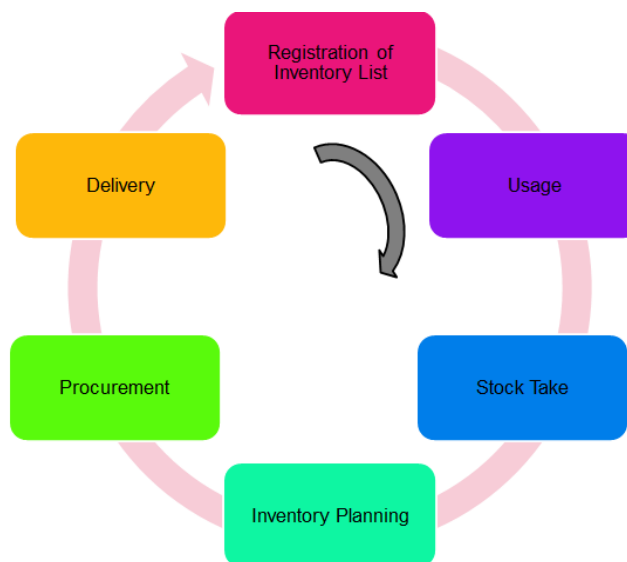 Registration of
Inventory List
Usage
Stock Take
Inventory Planning
Procurement
Delivery